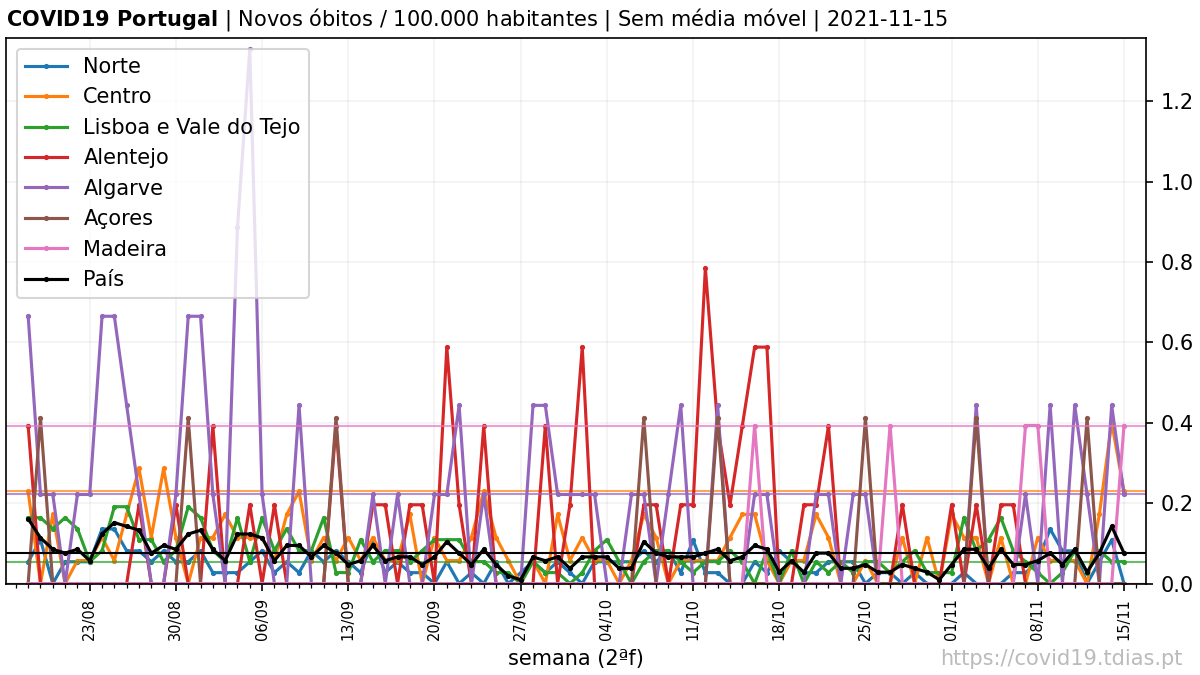 COVID19 Portugal | Novos óbitos / 100.000 habitantes | Sem média móvel | 2021-11-15
Norte
Centro
Lisboa e Vale do Tejo
Alentejo
Algarve
Açores
Madeira
País
1.2
1.0
0.8
0.6
0.4
0.2
0.0
23/08
30/08
06/09
13/09
20/09
27/09
04/10
11/10
18/10
25/10
01/11
08/11
15/11
semana (2ªf)
https://covid19.tdias.pt